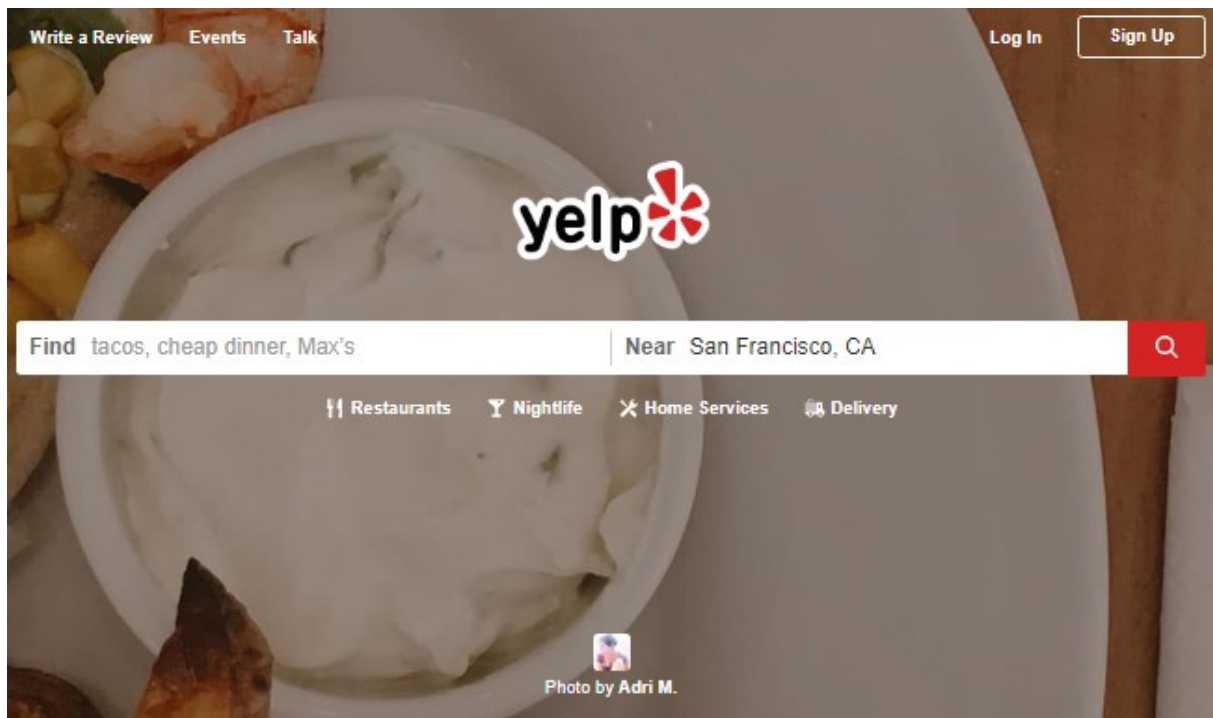 Write a Review Events Talk Log In Sign Up
yelp
Find tacos, cheap dinner, Max's Near San Francisco, CA
Restaurants Nightlife Home Services Delivery
Photo by Adri M.